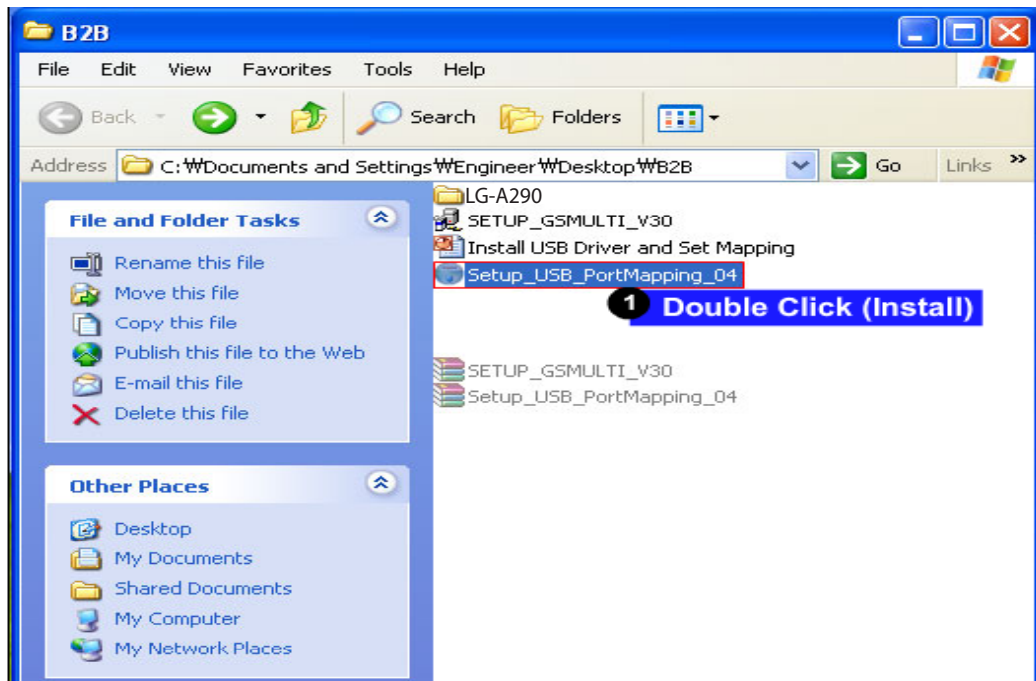 B2B
File Edit View Favorites Tools Help
Back Search Folders
Address C:₩Documents and Settings₩Engineer₩Desktop₩B2B Go Links »
File and Folder Tasks
Rename this file
Move this file
Copy this file
Publish this file to the Web
E-mail this file
Delete this file
Other Places
Desktop
My Documents
Shared Documents
My Computer
My Network Places
LG-A290
SETUP_GSMULTI_V30
Install USB Driver and Set Mapping
Setup_USB_PortMapping_04
1 Double Click (Install)
SETUP_GSMULTI_V30
Setup_USB_PortMapping_04